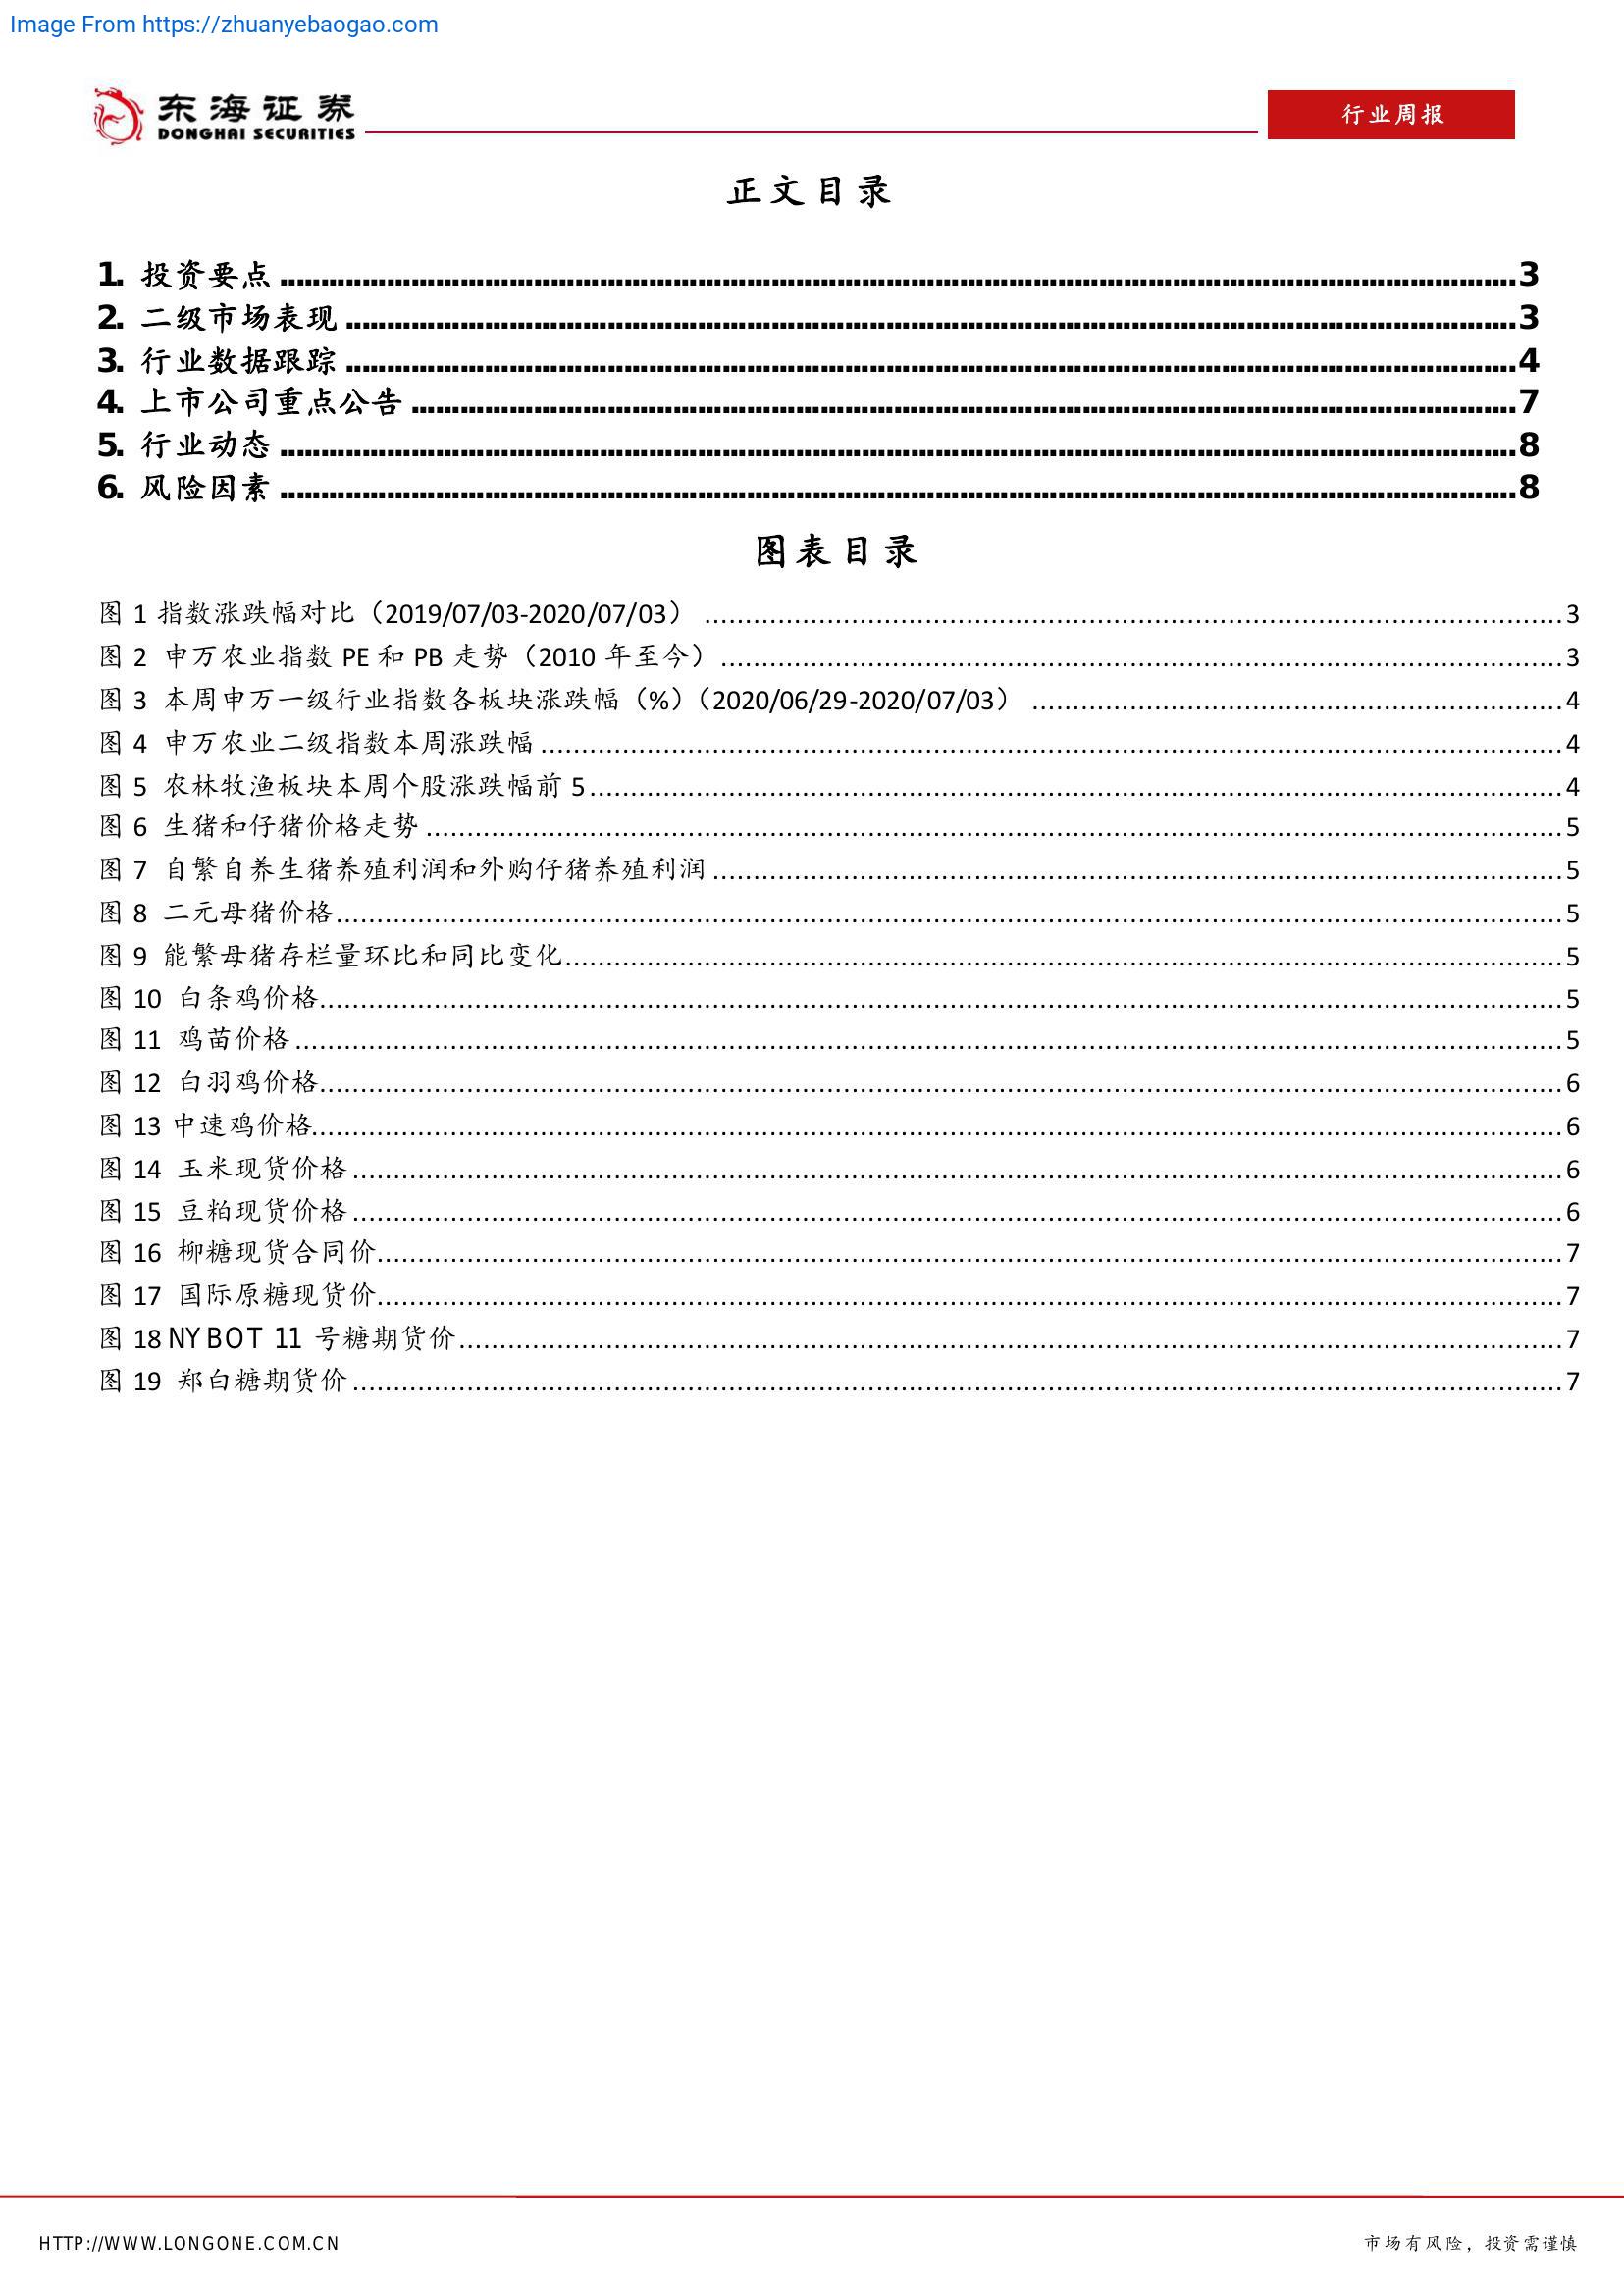 Image From https://zhuanyebaogao.com
东海证券
DONGHAI SECURITIES
行业周报
正文目录
1. 投资要点 ........................................ 3
2. 二级市场表现 ........................................ 3
3. 行业数据跟踪 ........................................ 4
4. 上市公司重点公告 ........................................ 7
5. 行业动态 ........................................ 8
6. 风险因素 ........................................ 8
图表目录
图 1 指数涨跌幅对比（2019/07/03-2020/07/03） ........................................ 3
图 2 申万农业指数 PE 和 PB 走势（2010 年至今） ........................................ 3
图 3 本周申万一级行业指数各板块涨跌幅（%）（2020/06/29-2020/07/03） ........................................ 4
图 4 申万农业二级指数本周涨跌幅 ........................................ 4
图 5 农林牧渔板块本周个股涨跌幅前 5 ........................................ 4
图 6 生猪和仔猪价格走势 ........................................ 5
图 7 自繁自养生猪养殖利润和外购仔猪养殖利润 ........................................ 5
图 8 二元母猪价格 ........................................ 5
图 9 能繁母猪存栏量环比和同比变化 ........................................ 5
图 10 白条鸡价格 ........................................ 5
图 11 鸡苗价格 ........................................ 5
图 12 白羽鸡价格 ........................................ 6
图 13 中速鸡价格 ........................................ 6
图 14 玉米现货价格 ........................................ 6
图 15 豆粕现货价格 ........................................ 6
图 16 柳糖现货合同价 ........................................ 7
图 17 国际原糖现货价 ........................................ 7
图 18 NYBOT 11 号糖期货价 ........................................ 7
图 19 郑白糖期货价 ........................................ 7
HTTP://WWW.LONGONE.COM.CN
市场有风险，投资需谨慎